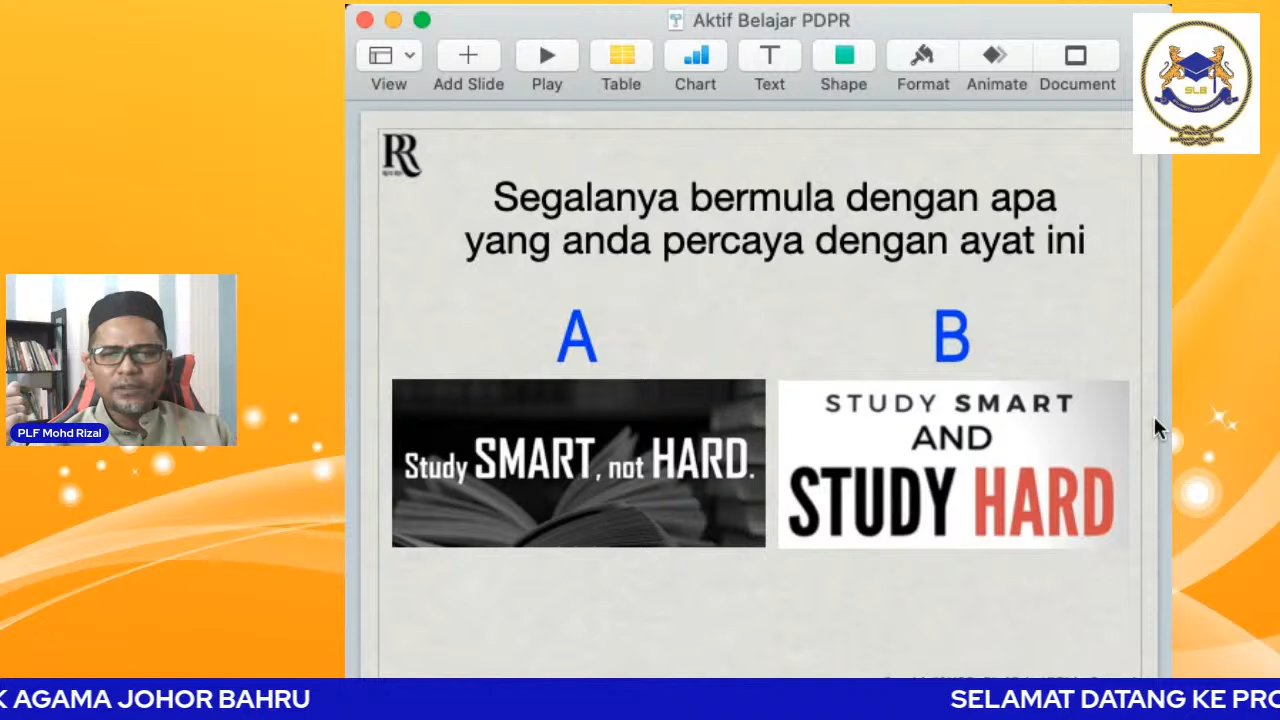 Aktif Belajar PDPR
View
Add Slide
Play
Table
Chart
Text
Shape
Format
Animate
Document
SLB
RR
Segalanya bermula dengan apa
yang anda percaya dengan ayat ini
A
B
Study SMART, not HARD.
STUDY SMART
AND
STUDY HARD
PLF Mohd Rizal
K AGAMA JOHOR BAHRU
SELAMAT DATANG KE PRO